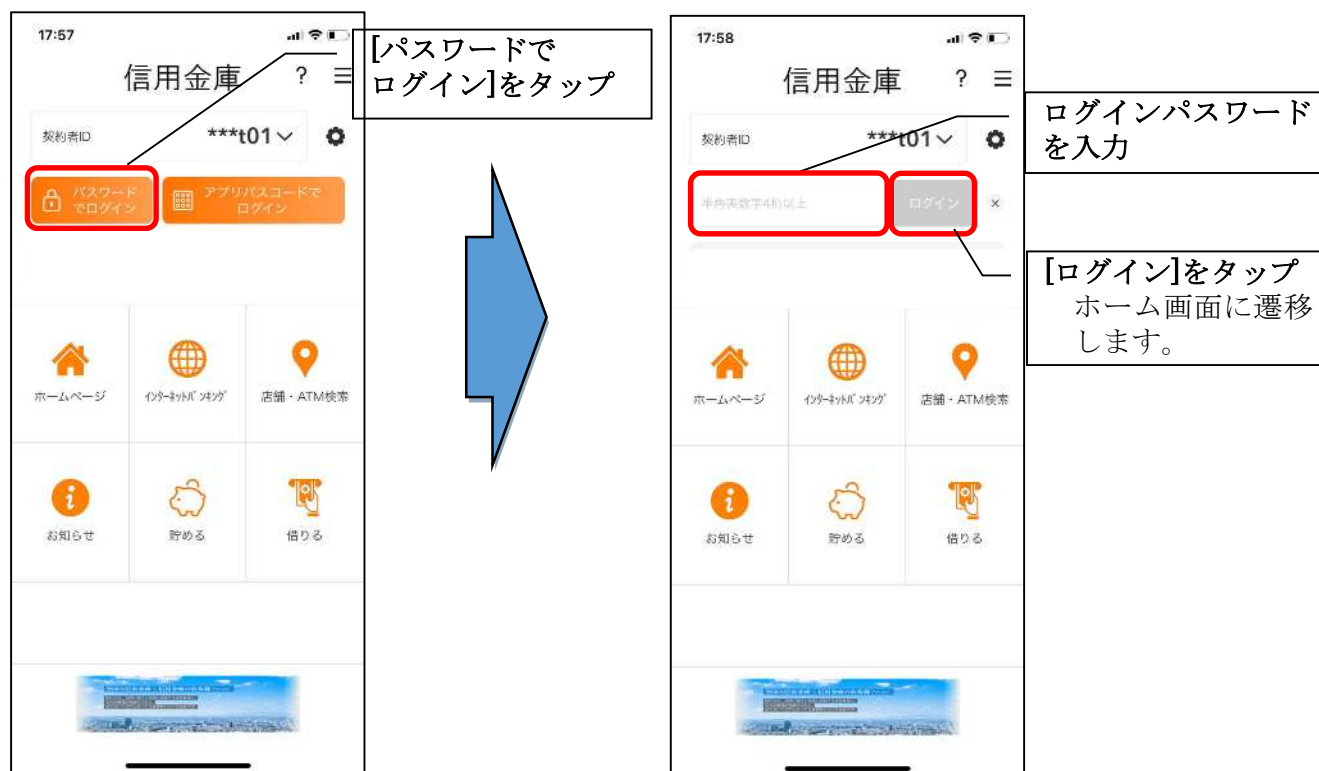 17:57
信用金庫 ?
契約者ID ***t01
パスワード
でログイン
アプリパスコードで
ログイン
ホームページ
インターネットバンキング
店舗・ATM検索
お知らせ
貯める
借りる
[パスワードで
ログイン]をタップ
17:58
信用金庫 ?
契約者ID ***t01
半角英数字4桁以上
ログイン ×
ホームページ
インターネットバンキング
店舗・ATM検索
お知らせ
貯める
借りる
ログインパスワード
を入力
[ログイン]をタップ
ホーム画面に遷移
します。